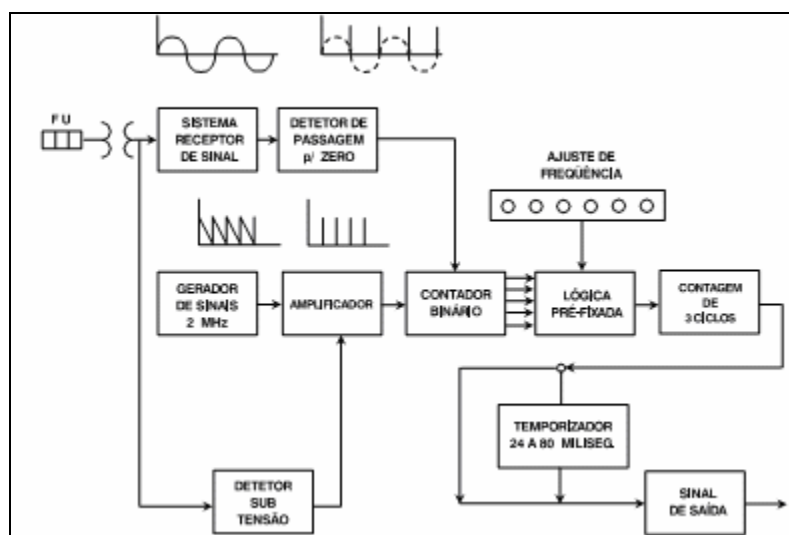 F U
SISTEMA
RECEPTOR
DE SINAL
DETETOR DE
PASSAGEM
p/ ZERO
AJUSTE DE
FREQÜÊNCIA
GERADOR
DE SINAIS
2 MHz
AMPLIFICADOR
CONTADOR
BINÁRIO
LÓGICA
PRÉ-FIXADA
CONTAGEM
DE
3 CICLOS
TEMPORIZADOR
24 A 80 MILISEG.
DETETOR
SUB
TENSÃO
SINAL
DE SAÍDA